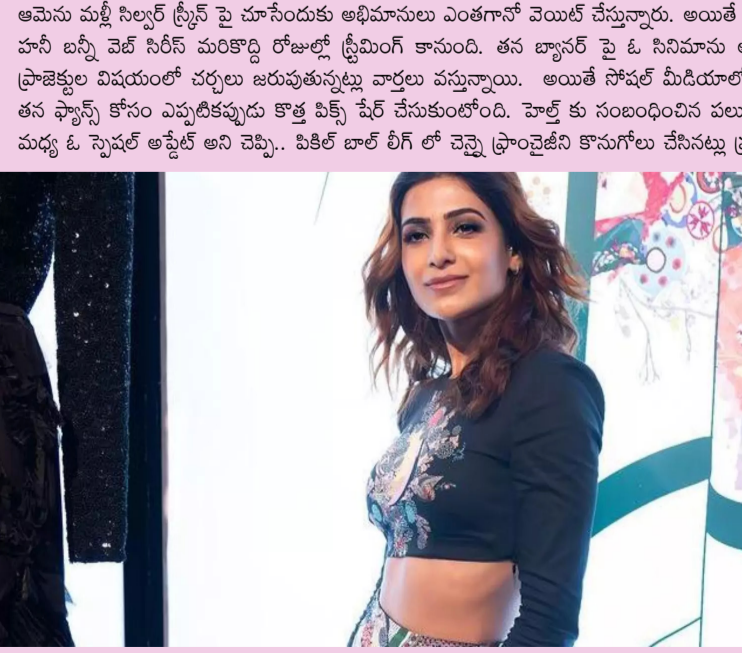 ఆమెను మళ్లీ సిల్వర్ స్క్రీన్ పై చూసేందుకు అభిమానులు ఎంతగానో వెయిట్ చేస్తున్నారు. అయితే
హనీ బన్నీ వెబ్ సిరీస్ మరికొద్ది రోజుల్లో స్ట్రీమింగ్ కానుంది. తన బ్యానర్ పై ఓ సినిమాను
ప్రాజెక్టుల విషయంలో చర్చలు జరుపుతున్నట్లు వార్తలు వస్తున్నాయి. అయితే సోషల్ మీడియాలో
తన ఫ్యాన్స్ కోసం ఎప్పటికప్పుడు కొత్త పిక్స్ షేర్ చేసుకుంటోంది. హెల్త్ కు సంబంధించిన
మధ్య ఓ స్పెషల్ అప్డేట్ అని చెప్పి.. పికిల్ బాల్ లీగ్ లో చెన్నై ఫ్రాంచైజీని కొనుగోలు చేసినట్లు